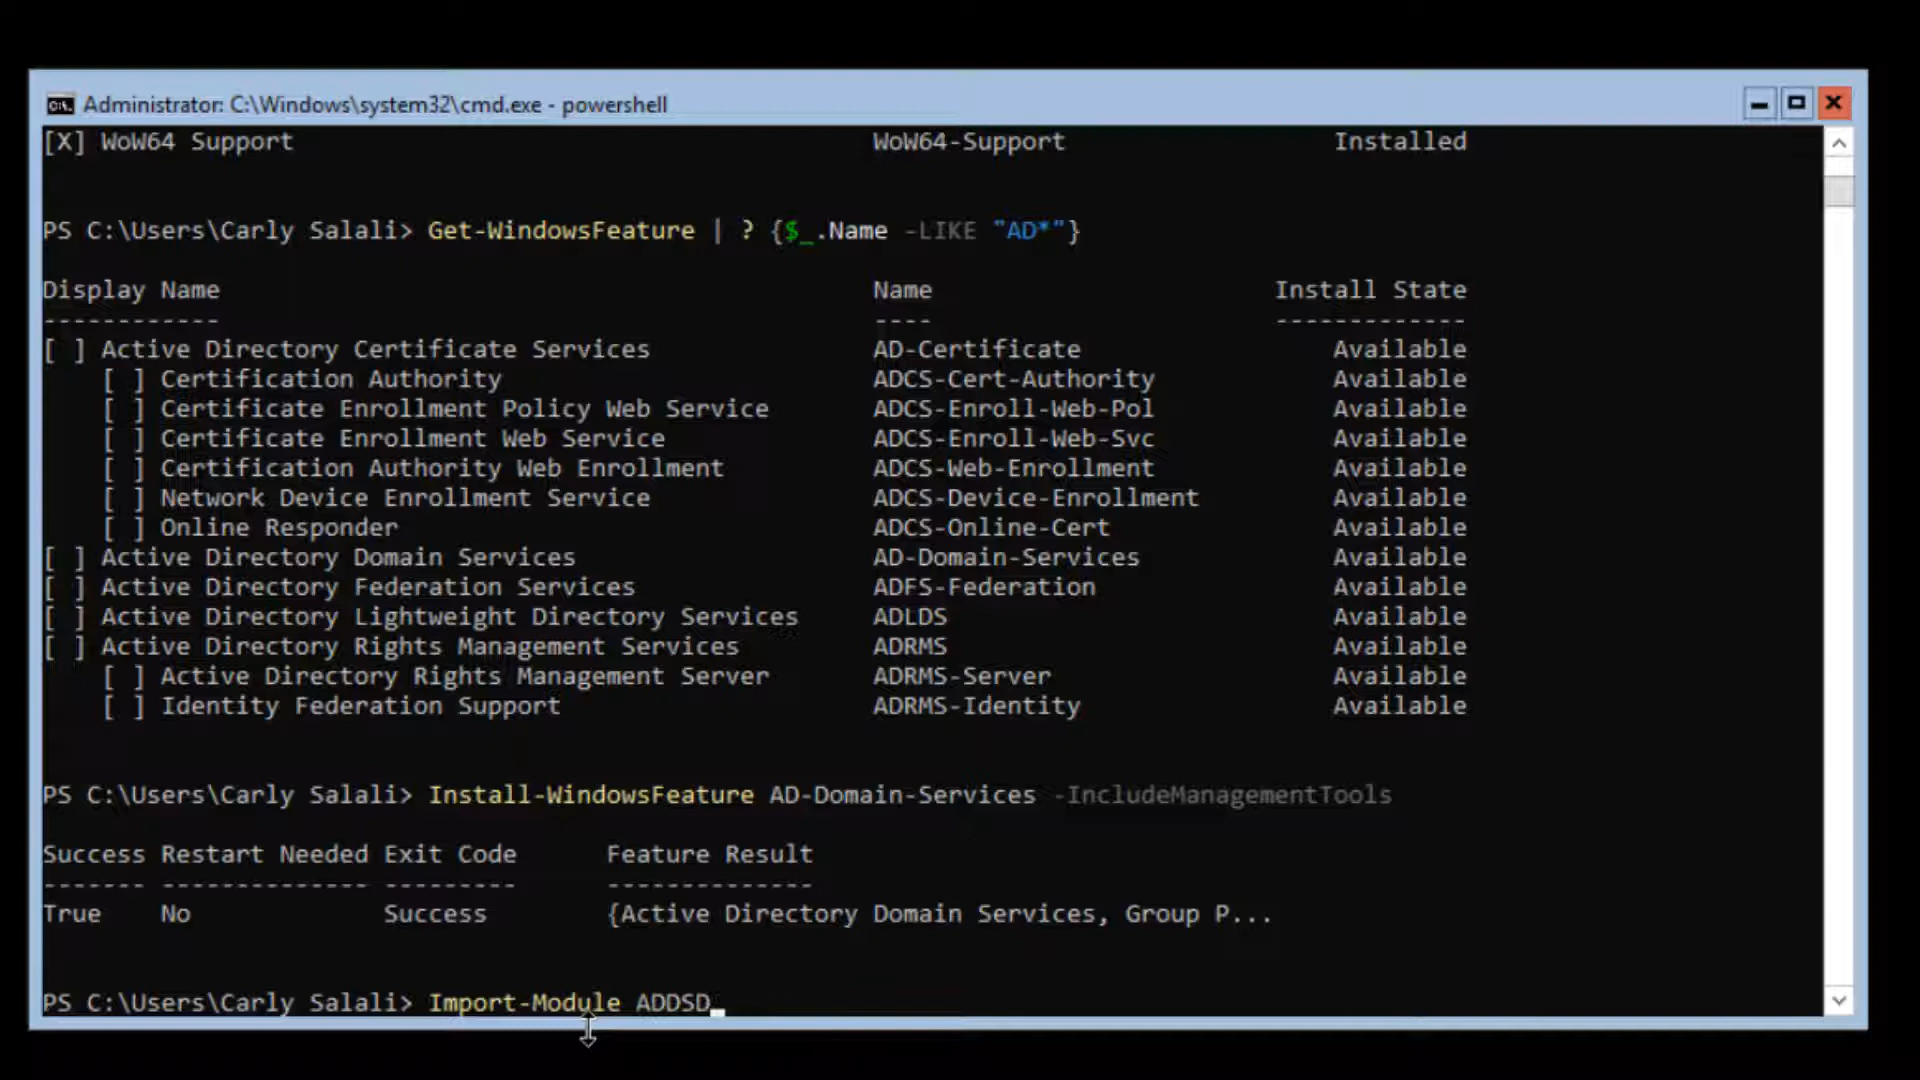 Administrator: C:\Windows\system32\cmd.exe - powershell
[X] WoW64 Support WoW64-Support Installed
PS C:\Users\Carly Salali> Get-WindowsFeature | ? {$_.Name -LIKE "AD*"}
Display Name Name Install State
------------ ---- -------------
[ ] Active Directory Certificate Services AD-Certificate Available
[ ] Certification Authority ADCS-Cert-Authority Available
[ ] Certificate Enrollment Policy Web Service ADCS-Enroll-Web-Pol Available
[ ] Certificate Enrollment Web Service ADCS-Enroll-Web-Svc Available
[ ] Certification Authority Web Enrollment ADCS-Web-Enrollment Available
[ ] Network Device Enrollment Service ADCS-Device-Enrollment Available
[ ] Online Responder ADCS-Online-Cert Available
[ ] Active Directory Domain Services AD-Domain-Services Available
[ ] Active Directory Federation Services ADFS-Federation Available
[ ] Active Directory Lightweight Directory Services ADLDS Available
[ ] Active Directory Rights Management Services ADRMS Available
[ ] Active Directory Rights Management Server ADRMS-Server Available
[ ] Identity Federation Support ADRMS-Identity Available
PS C:\Users\Carly Salali> Install-WindowsFeature AD-Domain-Services -IncludeManagementTools
Success Restart Needed Exit Code Feature Result
------- -------------- --------- --------------
True No Success {Active Directory Domain Services, Group P...
PS C:\Users\Carly Salali> Import-Module ADDSD